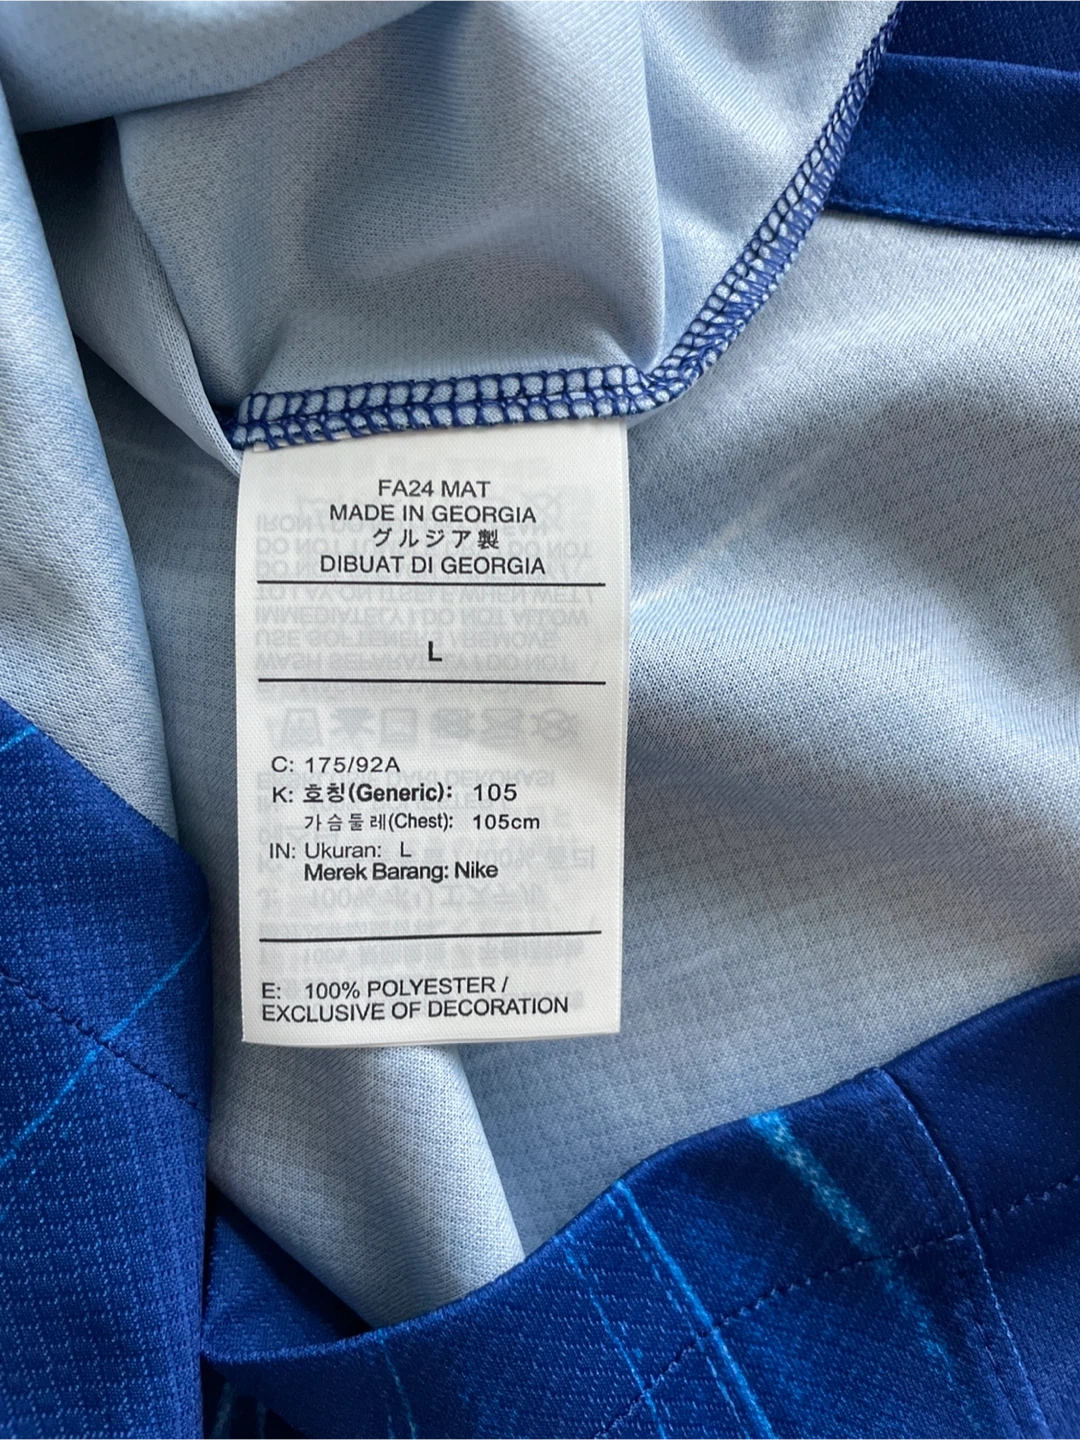 FA24 MAT
MADE IN GEORGIA
グルジア製
DIBUAT DI GEORGIA
L
C: 175/92A
K: 호칭(Generic): 105
가슴둘레(Chest): 105cm
IN: Ukuran: L
Merek Barang: Nike
E: 100% POLYESTER /
EXCLUSIVE OF DECORATION